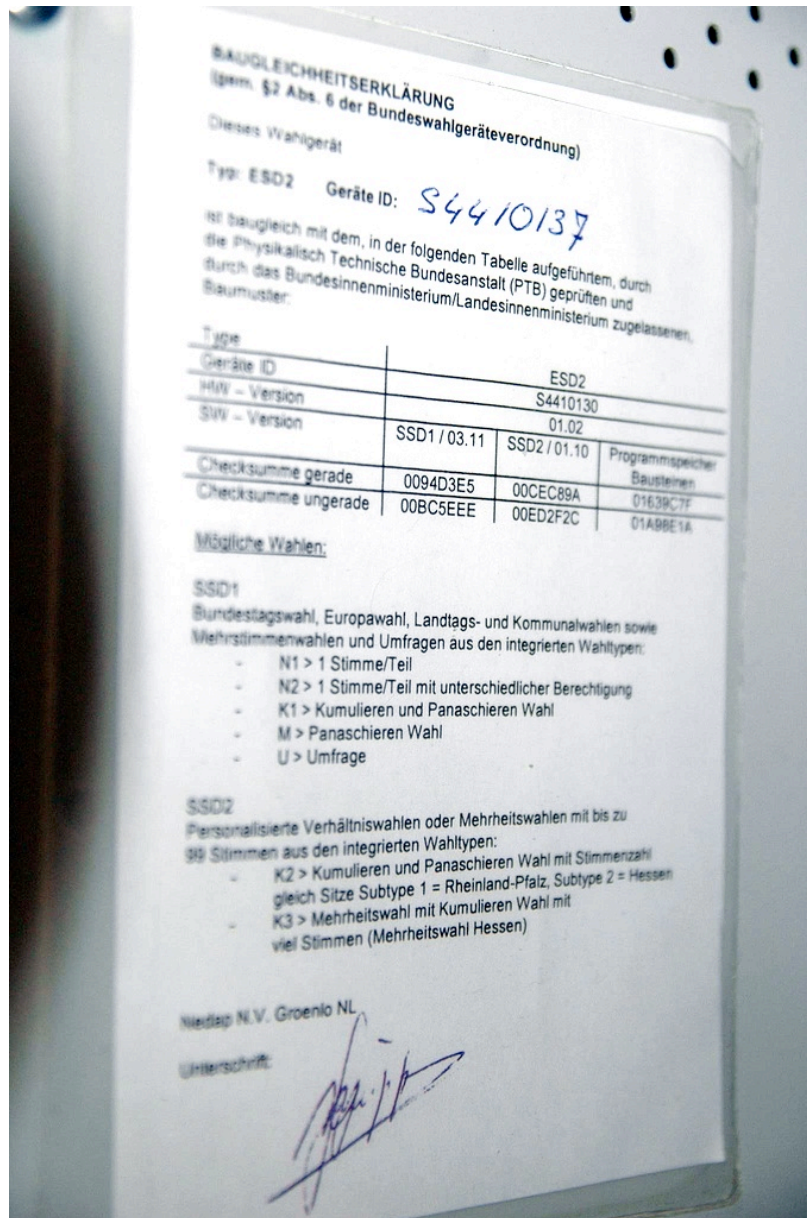 BAUGLEICHHEITSERKLÄRUNG
(gem. §2 Abs. 6 der Bundeswahlgeräteverordnung)
Dieses Wahlgerät
Typ: ESD2 Geräte ID: S4410137
ist baugleich mit dem, in der folgenden Tabelle aufgeführtem, durch
die Physikalisch Technische Bundesanstalt (PTB) geprüften und
durch das Bundesinnenministerium/Landesinnenministerium zugelassenen,
Baumuster:
Type ESD2
Geräte ID S4410130
HW – Version 01.02
SW – Version SSD1 / 03.11 SSD2 / 01.10 Programmspeicher
Bausteinen
Checksumme gerade 0094D3E5 00CEC89A 01639C7F
Checksumme ungerade 00BC5EEE 00ED2F2C 01A98E1A
Mögliche Wahlen:
SSD1
Bundestagswahl, Europawahl, Landtags- und Kommunalwahlen sowie
Mehrstimmenwahlen und Umfragen aus den integrierten Wahltypen:
- N1 > 1 Stimme/Teil
- N2 > 1 Stimme/Teil mit unterschiedlicher Berechtigung
- K1 > Kumulieren und Panaschieren Wahl
- M > Panaschieren Wahl
- U > Umfrage
SSD2
Personalisierte Verhältniswahlen oder Mehrheitswahlen mit bis zu
99 Stimmen aus den integrierten Wahltypen:
- K2 > Kumulieren und Panaschieren Wahl mit Stimmenzahl
gleich Sitze Subtype 1 = Rheinland-Pfalz, Subtype 2 = Hessen
- K3 > Mehrheitswahl mit Kumulieren Wahl mit
viel Stimmen (Mehrheitswahl Hessen)
Nedap N.V. Groenlo NL
Unterschrift: